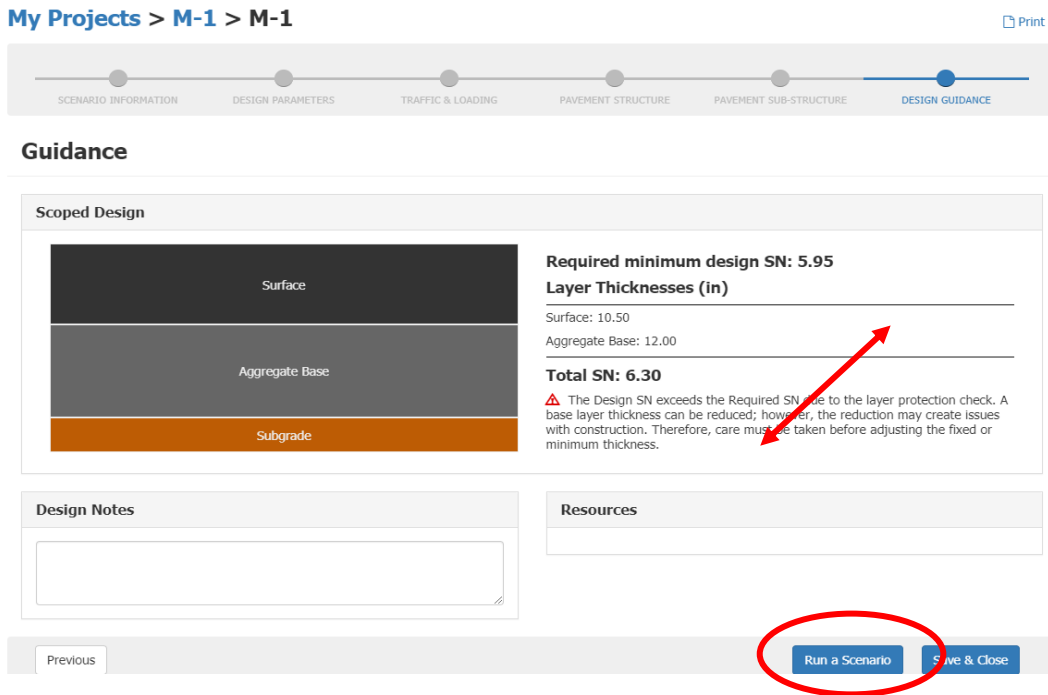 My Projects > M-1 > M-1
Print
SCENARIO INFORMATION
DESIGN PARAMETERS
TRAFFIC & LOADING
PAVEMENT STRUCTURE
PAVEMENT SUB-STRUCTURE
DESIGN GUIDANCE
Guidance
Scoped Design
Surface
Aggregate Base
Subgrade
Required minimum design SN: 5.95
Layer Thicknesses (in)
Surface: 10.50
Aggregate Base: 12.00
Total SN: 6.30
The Design SN exceeds the Required SN due to the layer protection check. A
base layer thickness can be reduced; however, the reduction may create issues
with construction. Therefore, care must be taken before adjusting the fixed or
minimum thickness.
Design Notes
Resources
Previous
Run a Scenario
Save & Close